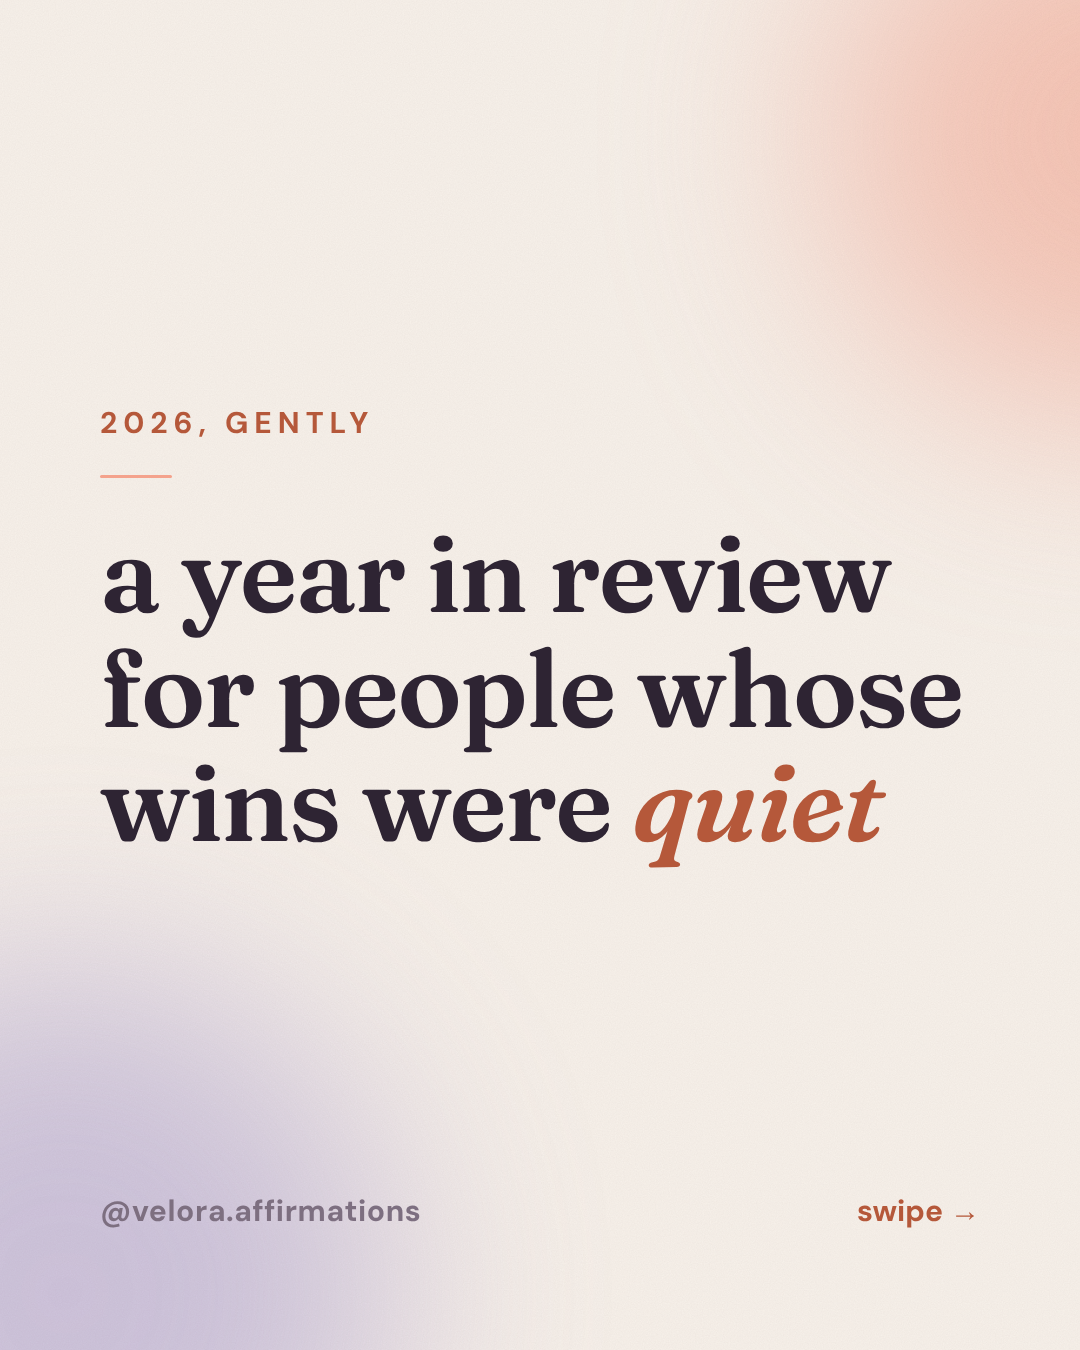 2026, GENTLY
a year in review
for people whose
wins were quiet
@velora.affirmations
swipe →